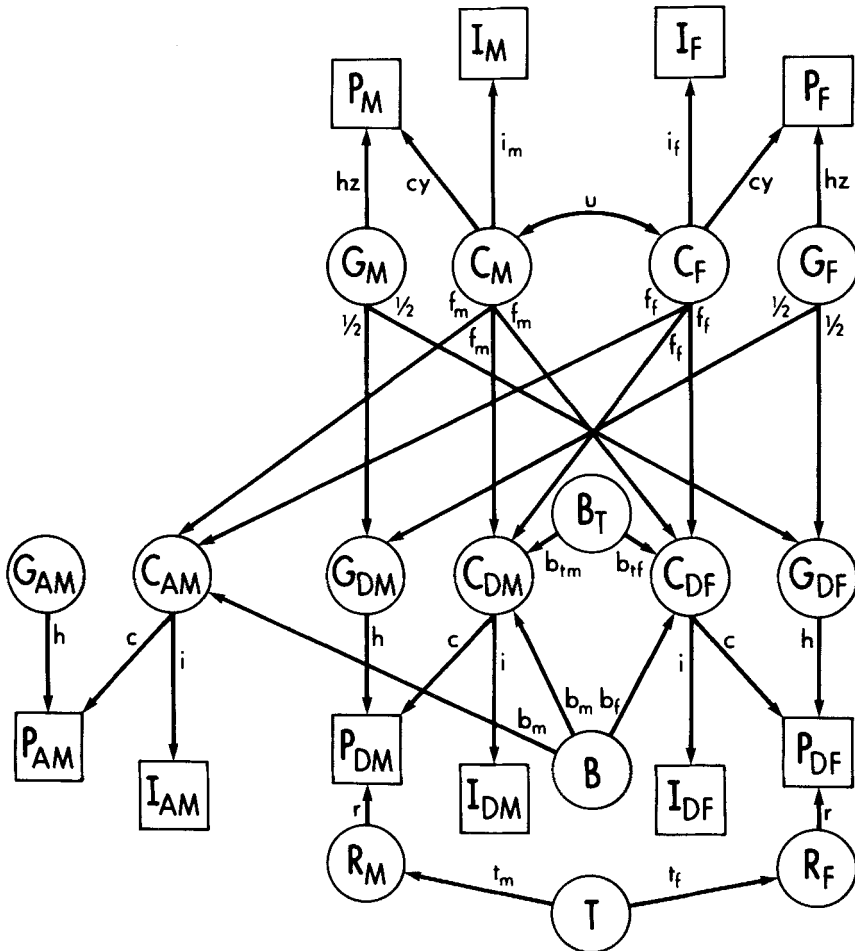 I_M I_F
P_M P_F
i_m i_f
hz cy cy hz
u
G_M C_M C_F G_F
½ ½ f_m f_m f_f f_f ½ ½
f_m f_f
B_T
G_AM C_AM G_DM C_DM C_DF G_DF
b_tm b_tf
h c i h c i i c h
b_m b_m b_f
P_AM P_DM B P_DF
I_AM I_DM I_DF
r r
R_M R_F
t_m t_f
T